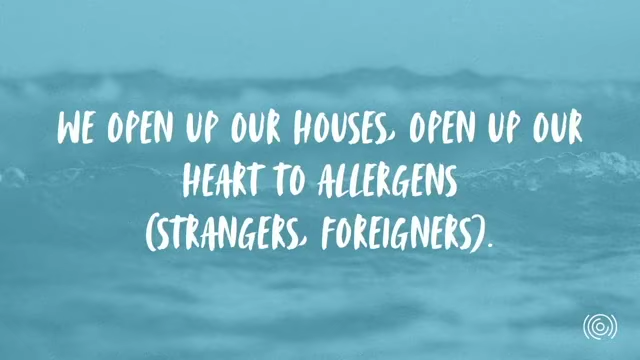 WE OPEN UP OUR HOUSES, OPEN UP OUR
HEART TO ALLERGENS
(STRANGERS, FOREIGNERS).